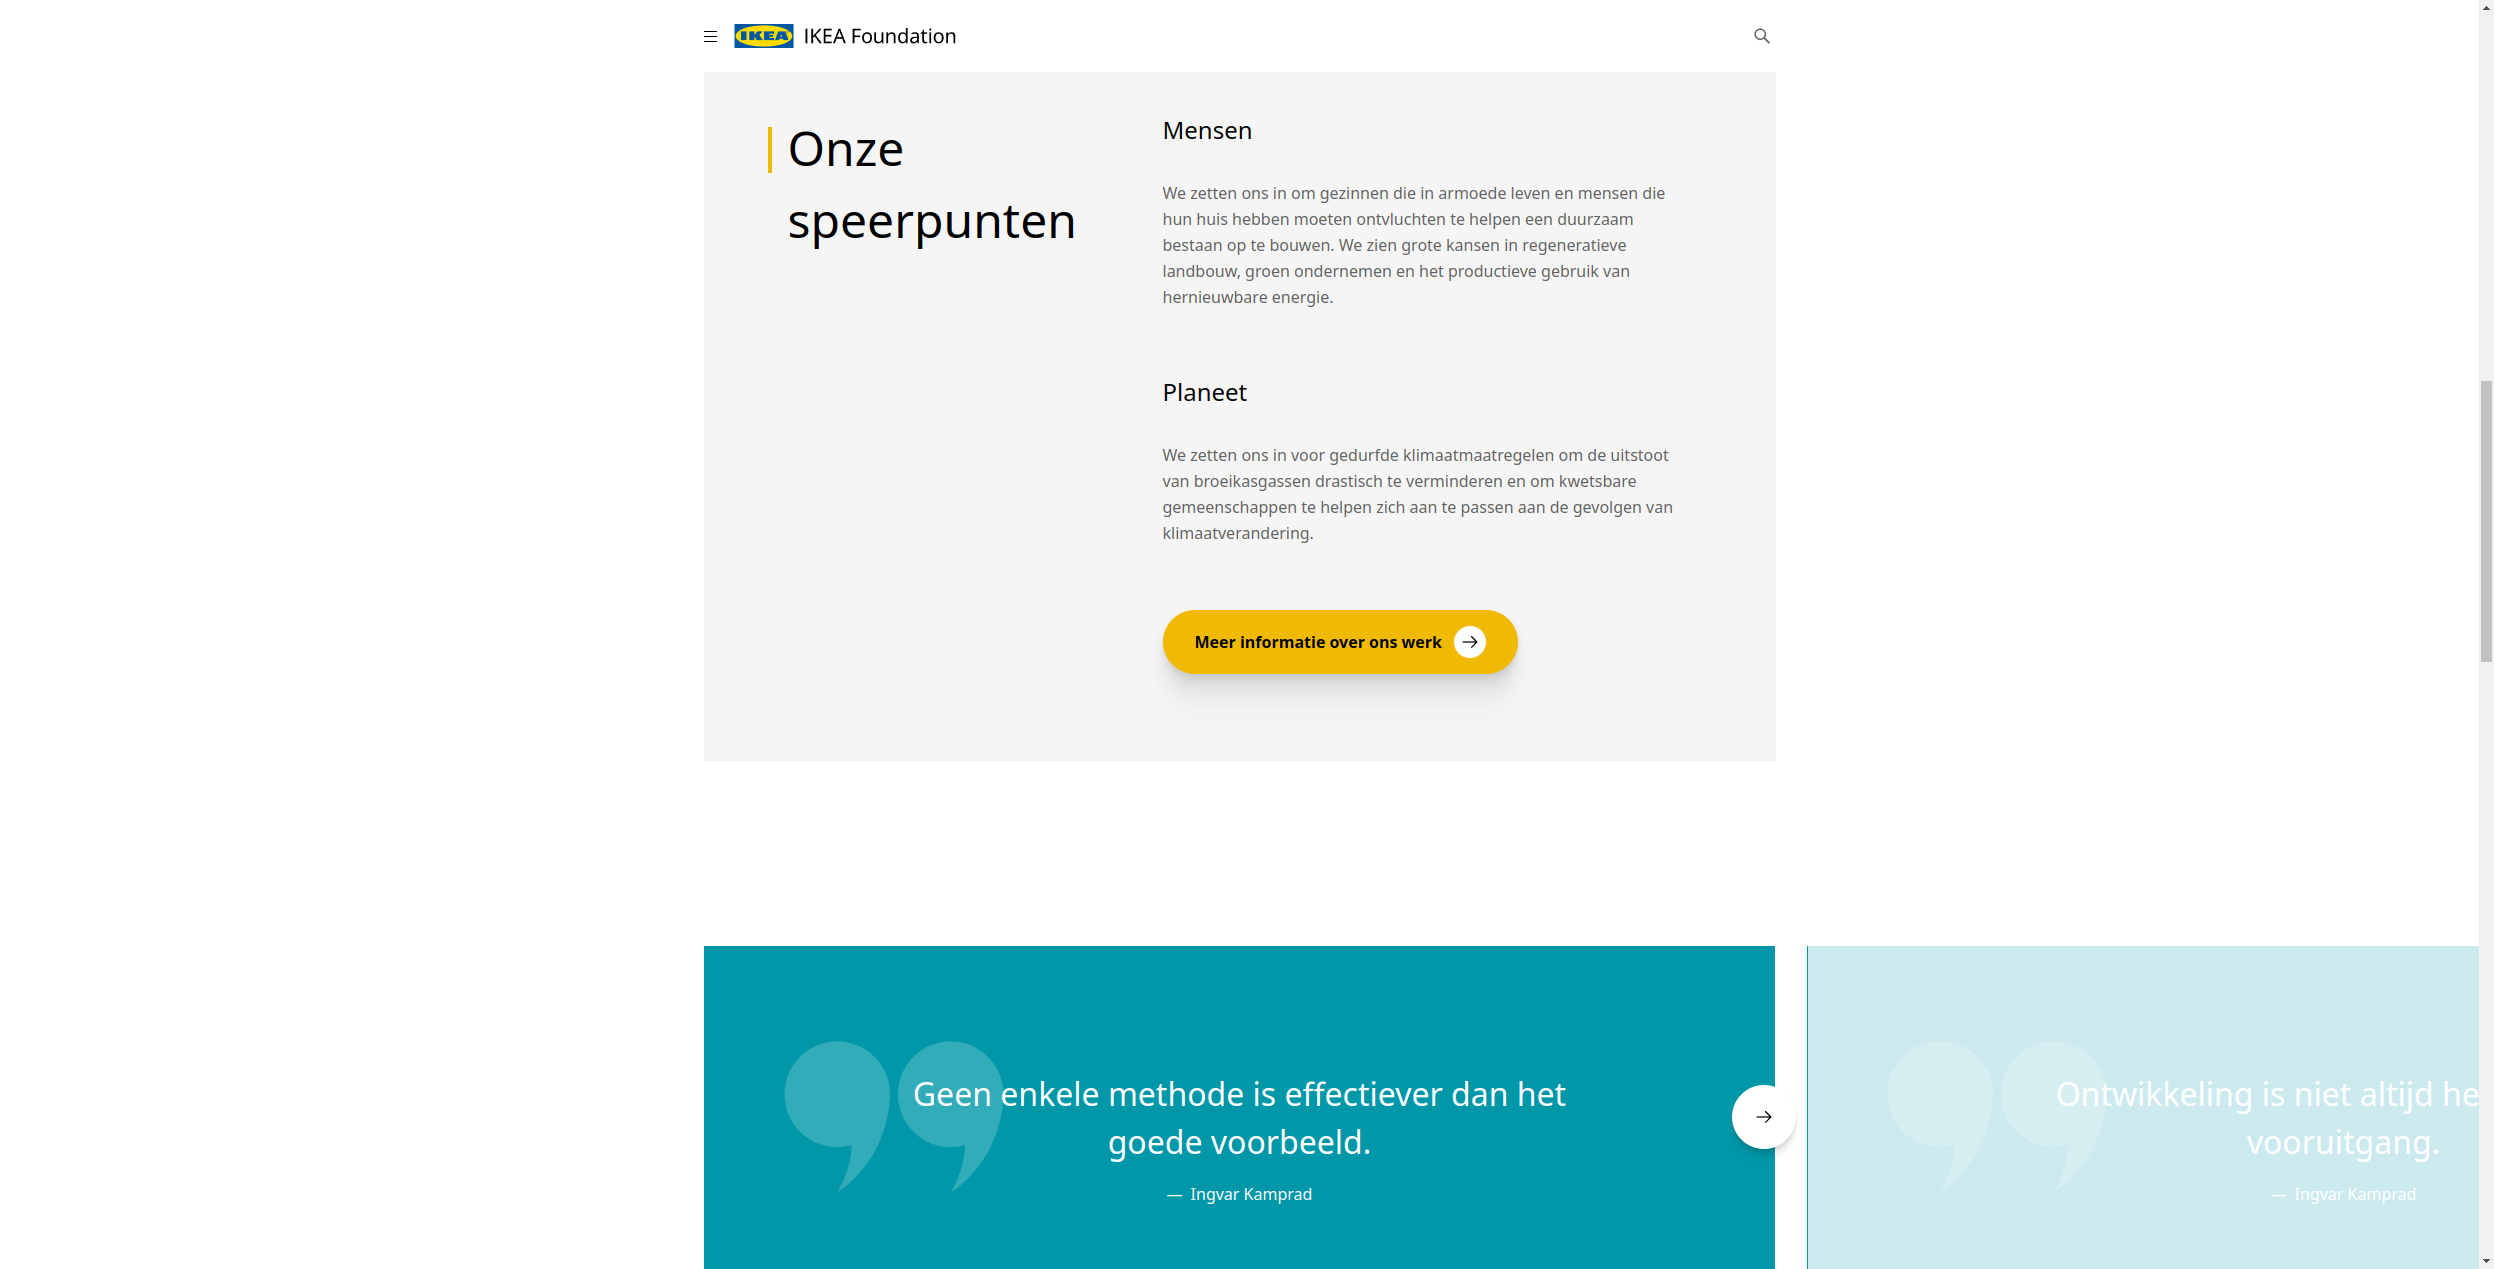 IKEA IKEA Foundation
Onze
speerpunten
Mensen
We zetten ons in om gezinnen die in armoede leven en mensen die
hun huis hebben moeten ontvluchten te helpen een duurzaam
bestaan op te bouwen. We zien grote kansen in regeneratieve
landbouw, groen ondernemen en het productieve gebruik van
hernieuwbare energie.
Planeet
We zetten ons in voor gedurfde klimaatmaatregelen om de uitstoot
van broeikasgassen drastisch te verminderen en om kwetsbare
gemeenschappen te helpen zich aan te passen aan de gevolgen van
klimaatverandering.
Meer informatie over ons werk
Geen enkele methode is effectiever dan het
goede voorbeeld.
— Ingvar Kamprad
Ontwikkeling is niet altijd he
vooruitgang.
— Ingvar Kamprad